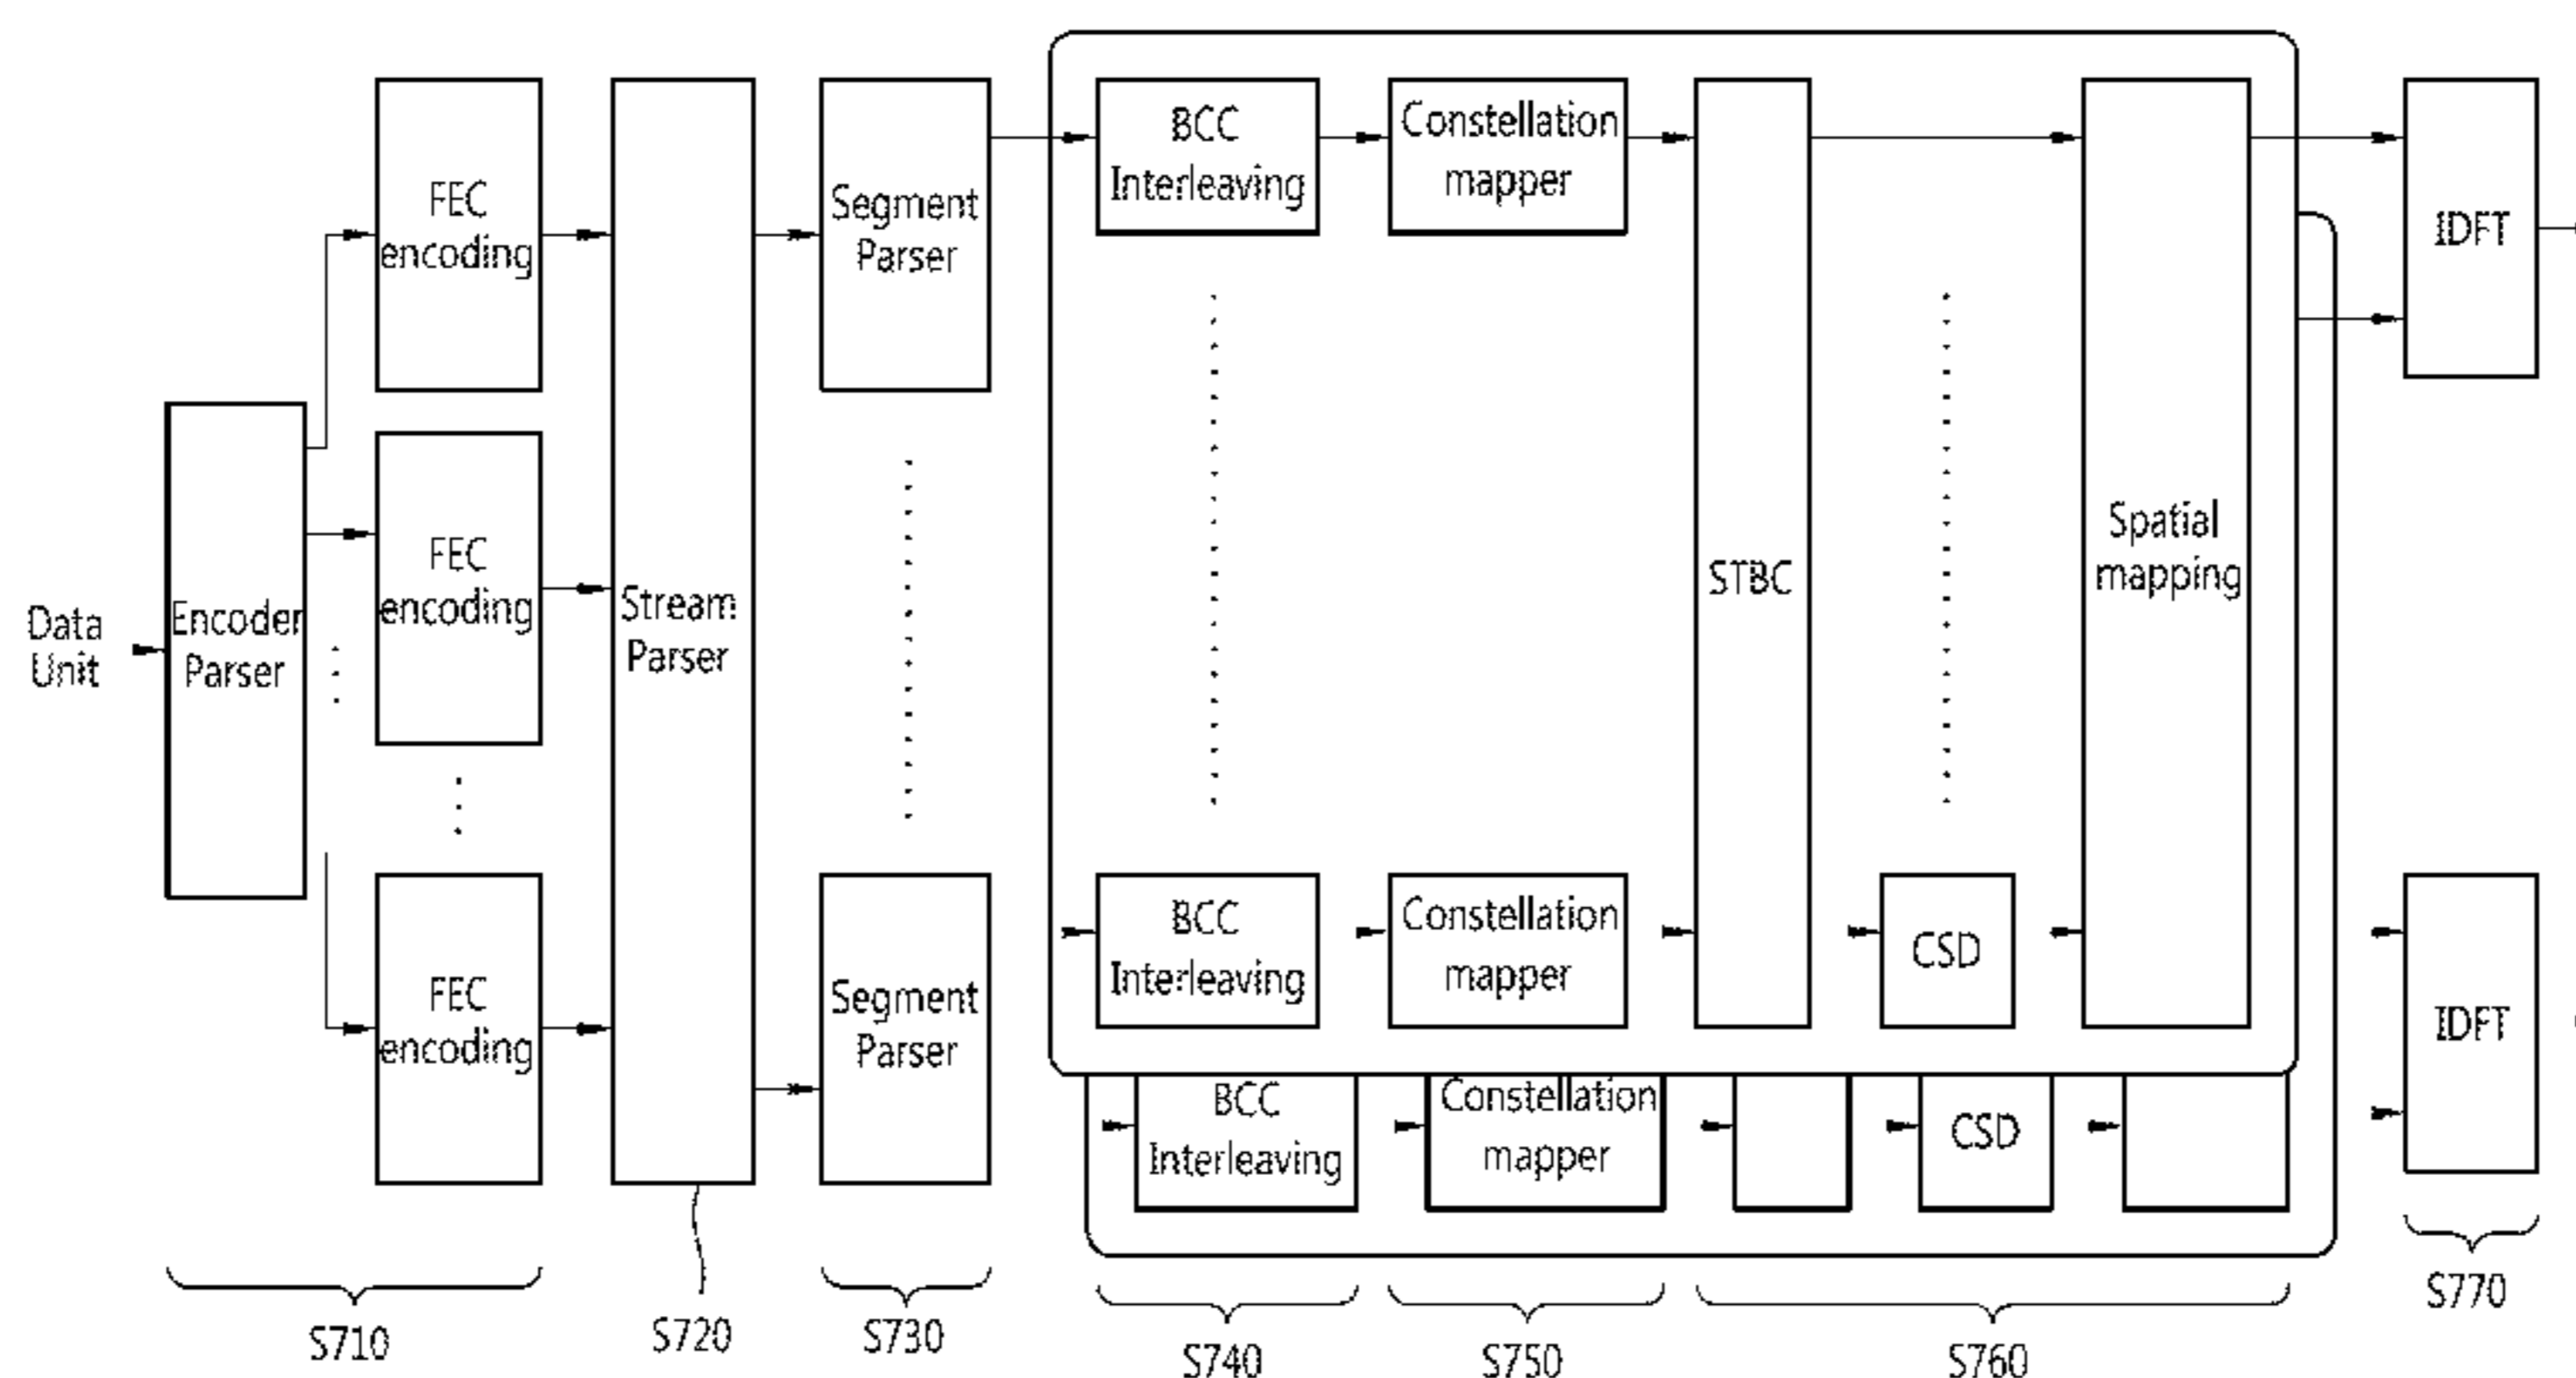 Data
Unit
Encoder
Parser
FEC
encoding
FEC
encoding
FEC
encoding
Stream
Parser
Segment
Parser
Segment
Parser
BCC
Interleaving
Constellation
mapper
STBC
Spatial
mapping
IDFT
BCC
Interleaving
Constellation
mapper
CSD
IDFT
BCC
Interleaving
Constellation
mapper
CSD
S710
S720
S730
S740
S750
S760
S770